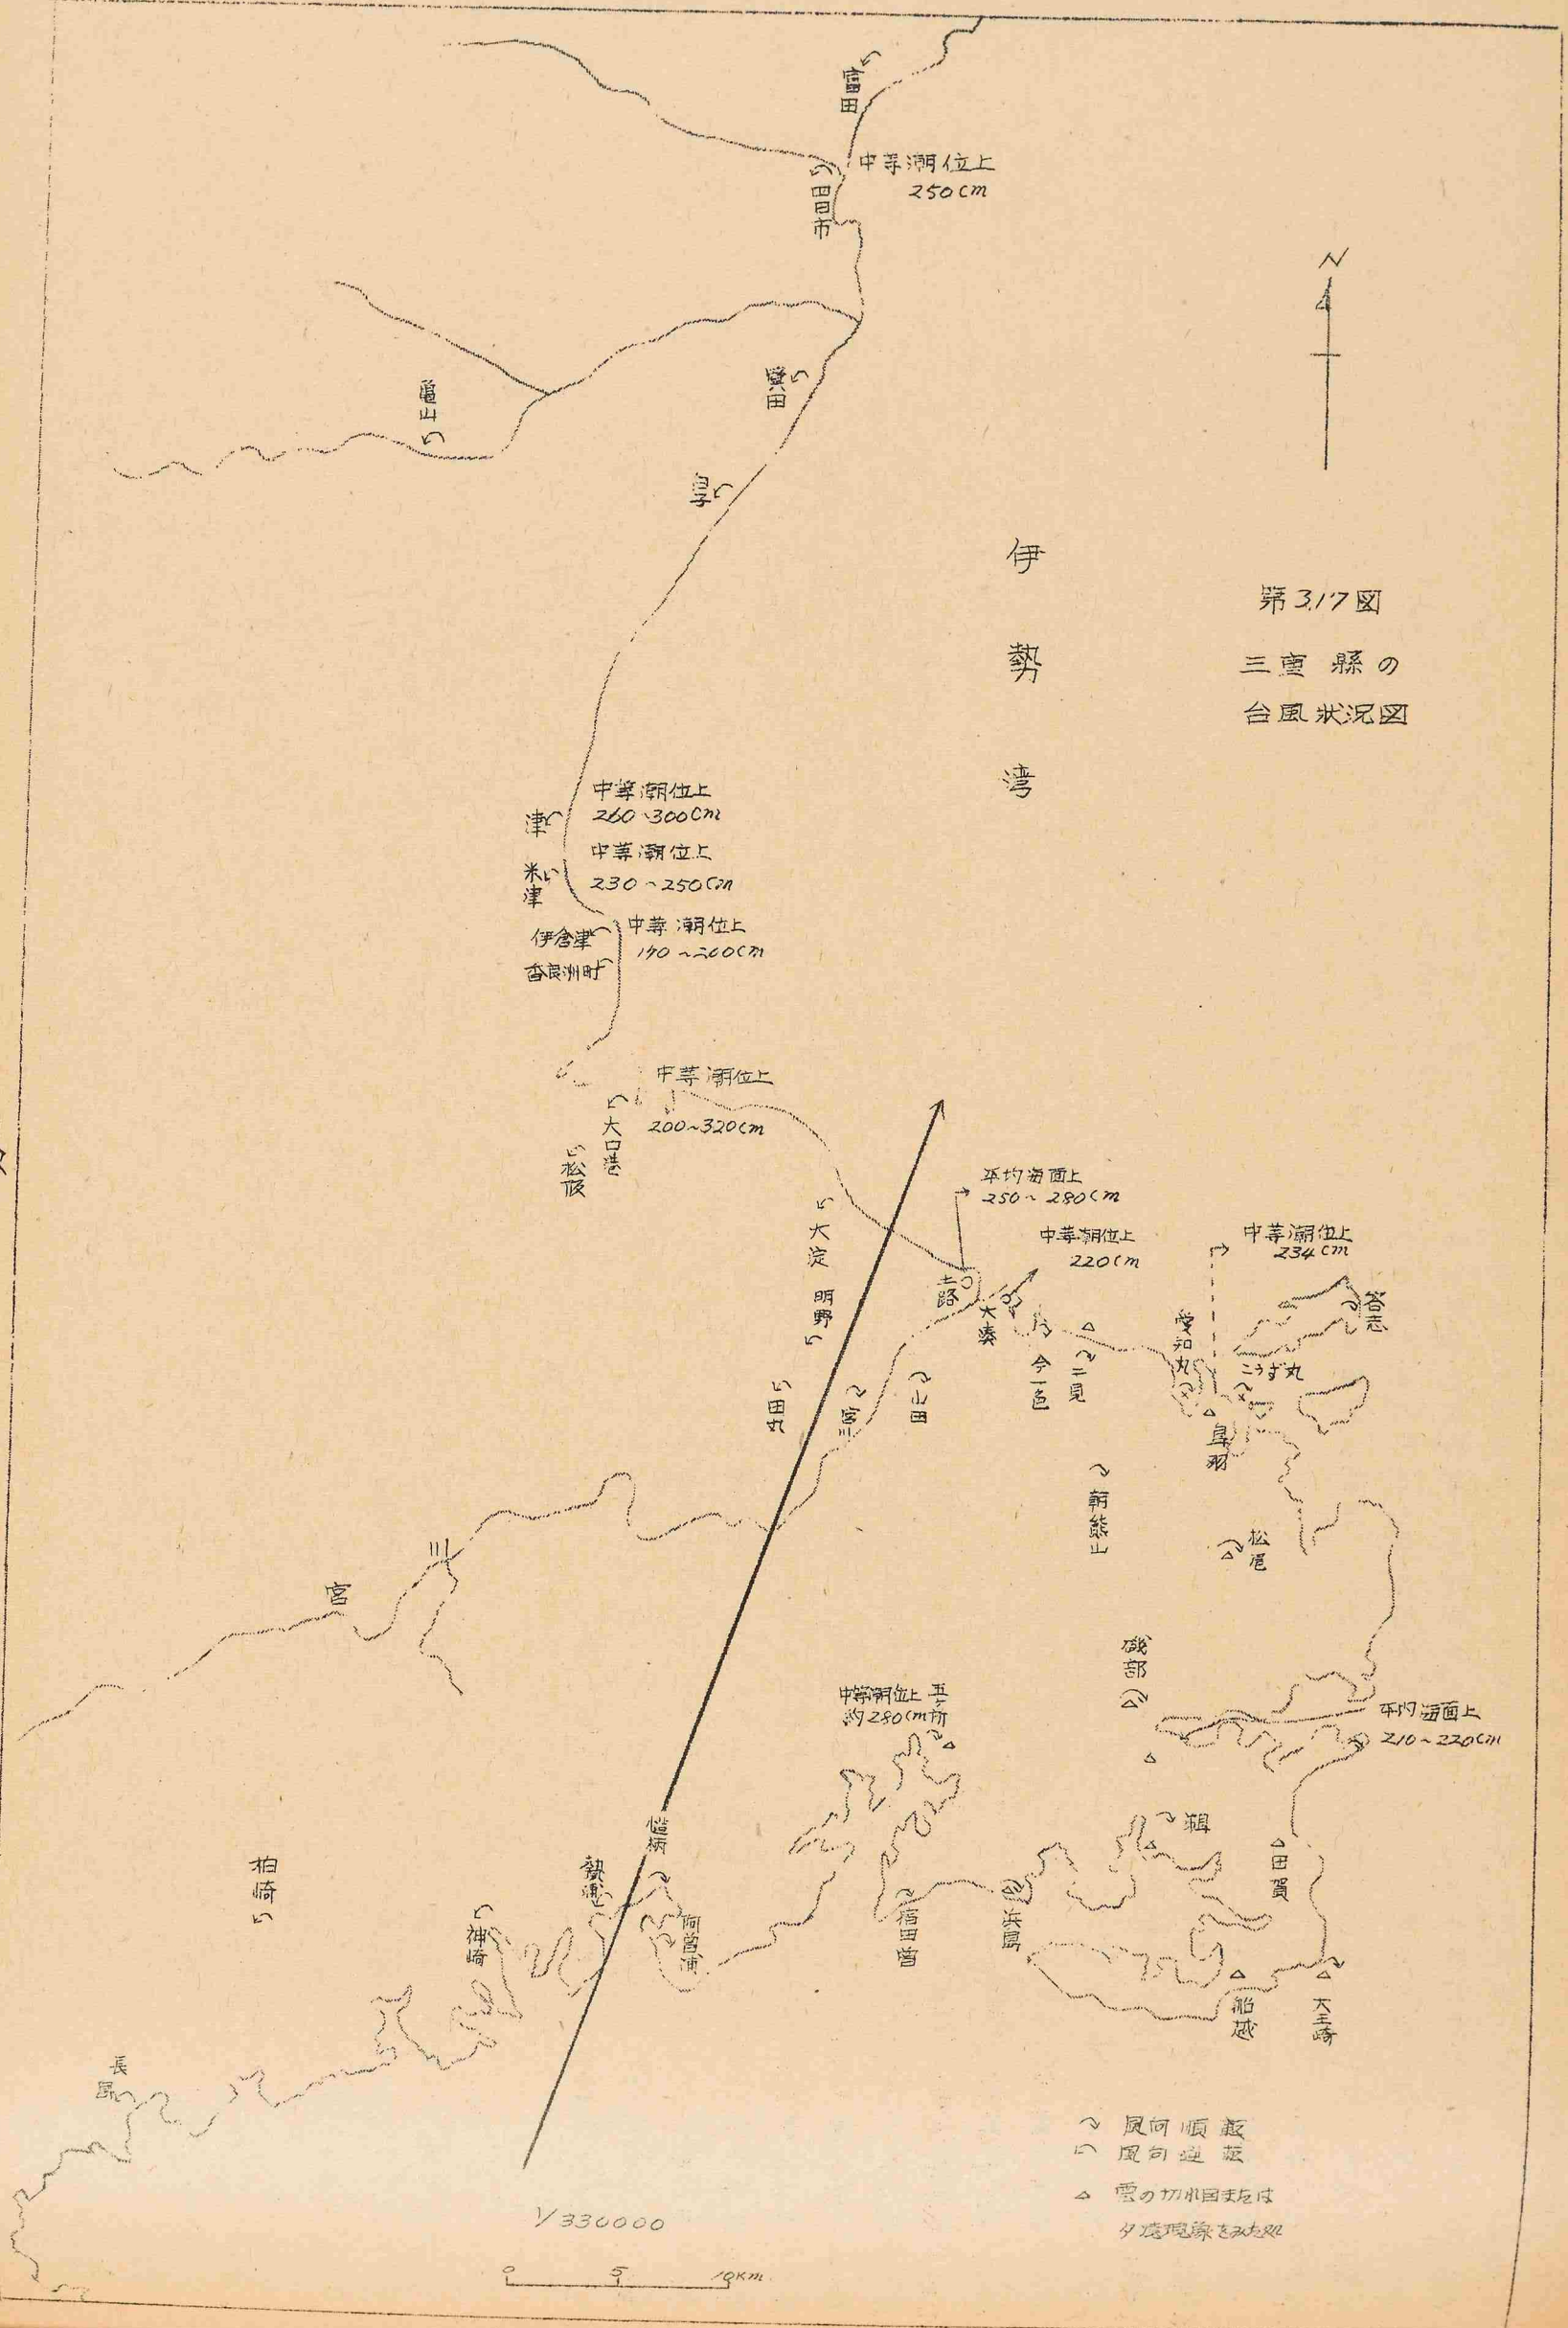 富田
中等潮位上
250cm
四日市
N
亀山
箕田
白子
伊勢湾
第3.17図
三重縣の
台風状況図
中等潮位上
260~300cm
津
中等潮位上
230~250cm
米津
中等潮位上
伊倉津
香良洲町
中等潮位上
200~320cm
大口港
松阪
平均海面上
250~280cm
大淀
中等潮位上
220cm
中等潮位上
234cm
土路
大湊
明野
答志
愛知丸
こうず丸
今一色
二見
田丸
宮川
山田
鳥羽
朝熊山
松尾
宮
川
磯部
中等潮位上
約280cm
五ヶ所
平均海面上
210~220cm
慥柄
鵜
柏崎
田賀
神崎
阿曽浦
宿田曽
浜島
船越
大王崎
長島
風向順転
風向逆転
雲の切れ目または
夕焼現象をみた処
1/330000
0 5 10km